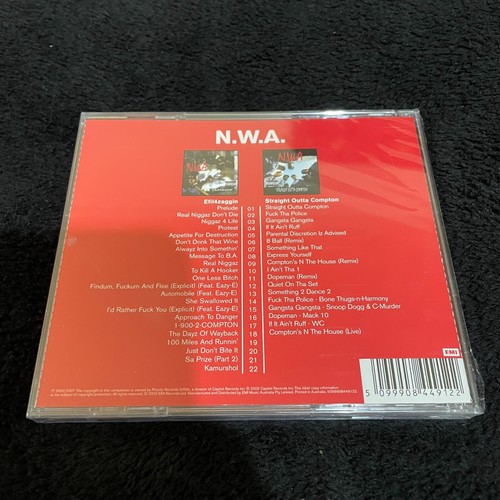 N.W.A.
N.W.A
N.W.A
STRAIGHT OUTTA COMPTON
Efil4zaggin
Prelude 01
Real Niggaz Don't Die 02
Niggaz 4 Life 03
Protest 04
Appetite For Destruction 05
Don't Drink That Wine 06
Alwayz Into Somethin' 07
Message To B.A. 08
Real Niggaz 09
To Kill A Hooker 10
One Less Bitch 11
Findum, Fuckum And Flee (Explicit) (Feat. Eazy-E) 12
Automobile (Feat. Eazy-E) 13
She Swallowed It 14
I'd Rather Fuck You (Explicit) (Feat. Eazy-E) 15
Approach To Danger 16
1-900-2-COMPTON 17
The Dayz Of Wayback 18
100 Miles And Runnin' 19
Just Don't Bite It 20
Sa Prize (Part 2) 21
Kamurshol 22
Straight Outta Compton
Straight Outta Compton
Fuck Tha Police
Gangsta Gangsta
If It Ain't Ruff
Parental Discretion Iz Advised
8 Ball (Remix)
Something Like That
Express Yourself
Compton's N The House (Remix)
I Ain't Tha 1
Dopeman (Remix)
Quiet On Tha Set
Something 2 Dance 2
Fuck Tha Police - Bone Thugs-n-Harmony
Gangsta Gangsta - Snoop Dogg & C-Murder
Dopeman - Mack 10
If It Ain't Ruff - WC
Compton's N The House (Live)
EMI
5 099908 449122